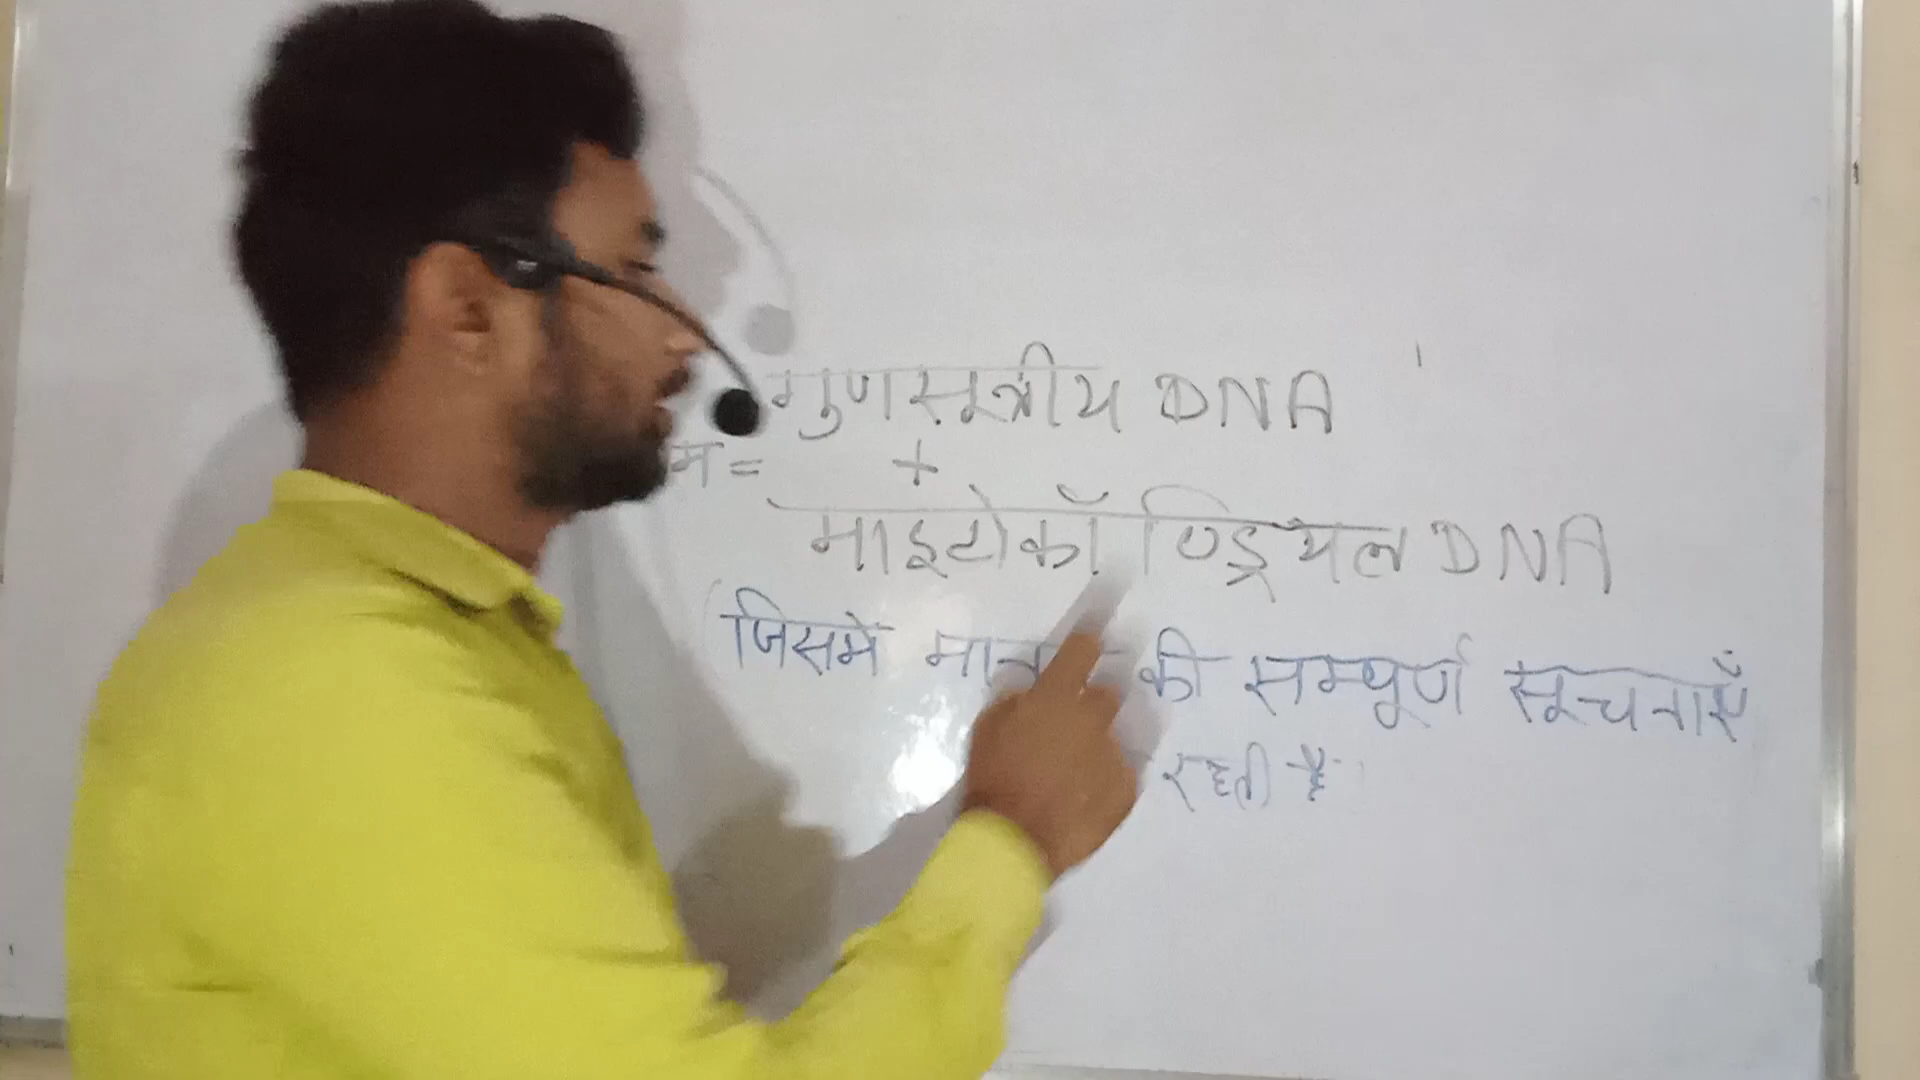 गुणसूत्रीय DNA
म = +
माइटोकॉण्ड्रियल DNA
जिसमें की सम्पूर्ण सूचनाएँ
रहती है